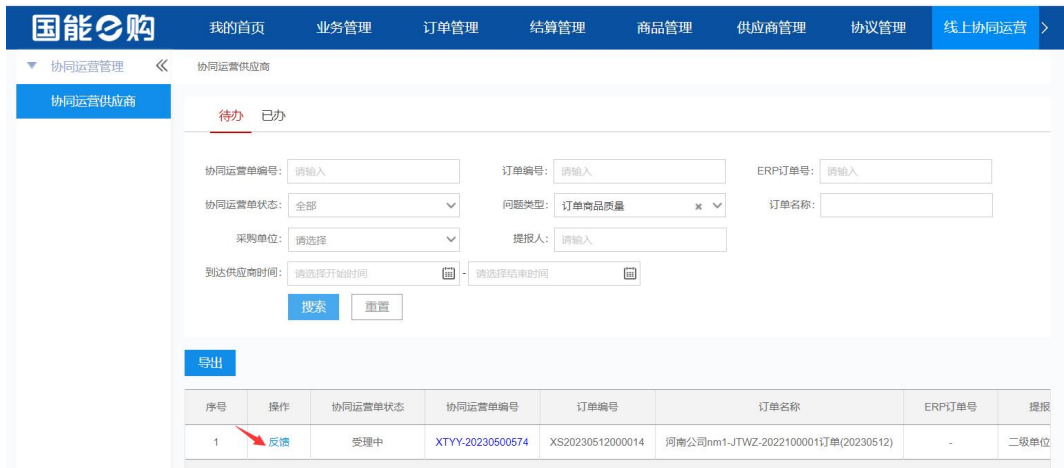 国能e购 我的首页 业务管理 订单管理 结算管理 商品管理 供应商管理 协议管理 线上协同运营
协同运营管理 协同运营供应商
协同运营供应商
待办 已办
协同运营单编号: 请输入 订单编号: 请输入 ERP订单号: 请输入
协同运营单状态: 全部 问题类型: 订单商品质量 订单名称:
采购单位: 请选择 提报人: 请输入
到达供应商时间: 请选择开始时间 - 请选择结束时间
搜索 重置
导出
序号 操作 协同运营单状态 协同运营单编号 订单编号 订单名称 ERP订单号 提报
1 反馈 受理中 XTYY-20230500574 XS20230512000014 河南公司nm1-JTWZ-2022100001订单(20230512) - 二级单位